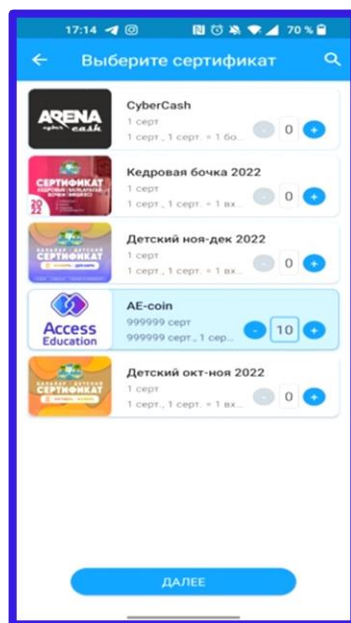 17:14
70 %
Выберите сертификат
ARENA
cyber cash
CyberCash
1 серт
1 серт., 1 серт. = 1 бо...
0
СЕРТИФИКАТ
2022
Кедровая бочка 2022
1 серт
1 серт., 1 серт. = 1 вх...
0
СЕРТИФИКАТ
Детский ноя-дек 2022
1 серт
1 серт., 1 серт. = 1 вх...
0
Access
Education
AE-coin
999999 серт
999999 серт., 1 сер...
10
СЕРТИФИКАТ
Детский окт-ноя 2022
1 серт
1 серт., 1 серт. = 1 вх...
0
ДАЛЕЕ